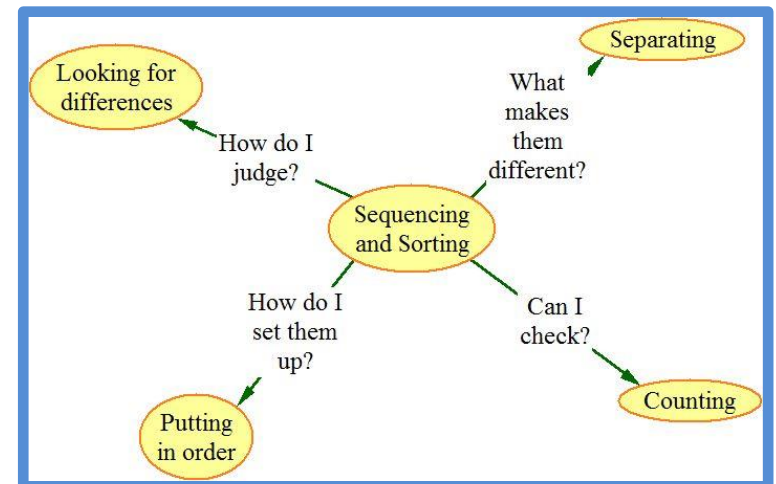 Separating
Looking for
differences
What
makes
them
different?
How do I
judge?
Sequencing
and Sorting
How do I
set them
up?
Can I
check?
Putting
in order
Counting